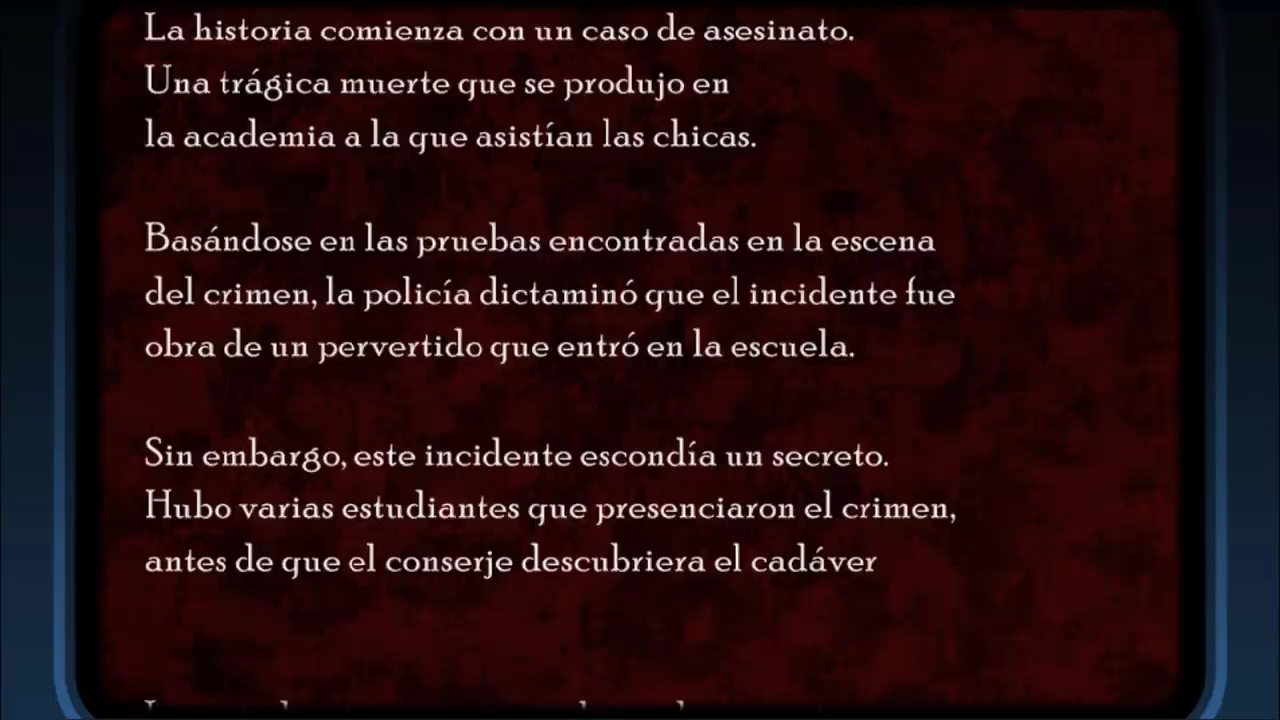 La historia comienza con un caso de asesinato.
Una trágica muerte que se produjo en
la academia a la que asistían las chicas.
Basándose en las pruebas encontradas en la escena
del crimen, la policía dictaminó que el incidente fue
obra de un pervertido que entró en la escuela.
Sin embargo, este incidente escondía un secreto.
Hubo varias estudiantes que presenciaron el crimen,
antes de que el conserje descubriera el cadáver